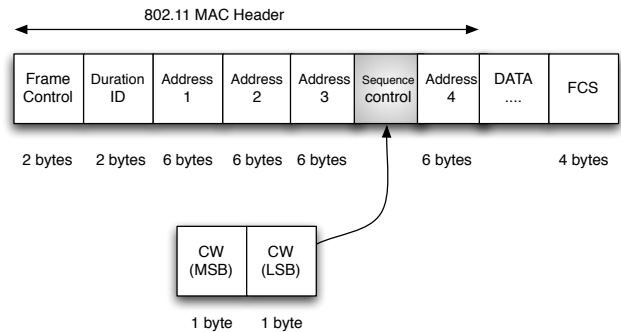 802.11 MAC Header
Frame
Control
Duration
ID
Address
1
Address
2
Address
3
Sequence
control
Address
4
DATA
....
FCS
2 bytes
2 bytes
6 bytes
6 bytes
6 bytes
6 bytes
4 bytes
CW
(MSB)
CW
(LSB)
1 byte
1 byte